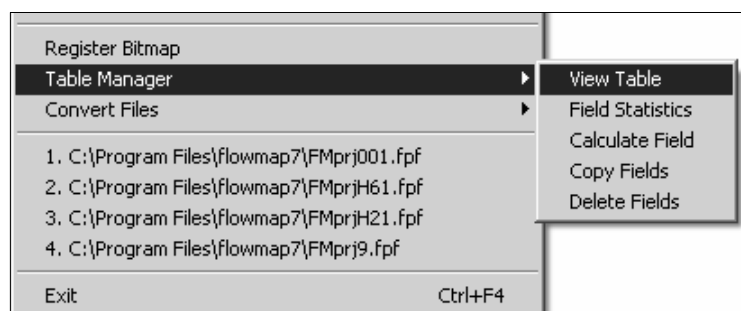 Register Bitmap
Table Manager
Convert Files
1. C:\Program Files\flowmap7\FMprj001.fpf
2. C:\Program Files\flowmap7\FMprjH61.fpf
3. C:\Program Files\flowmap7\FMprjH21.fpf
4. C:\Program Files\flowmap7\FMprj9.fpf
Exit Ctrl+F4
View Table
Field Statistics
Calculate Field
Copy Fields
Delete Fields